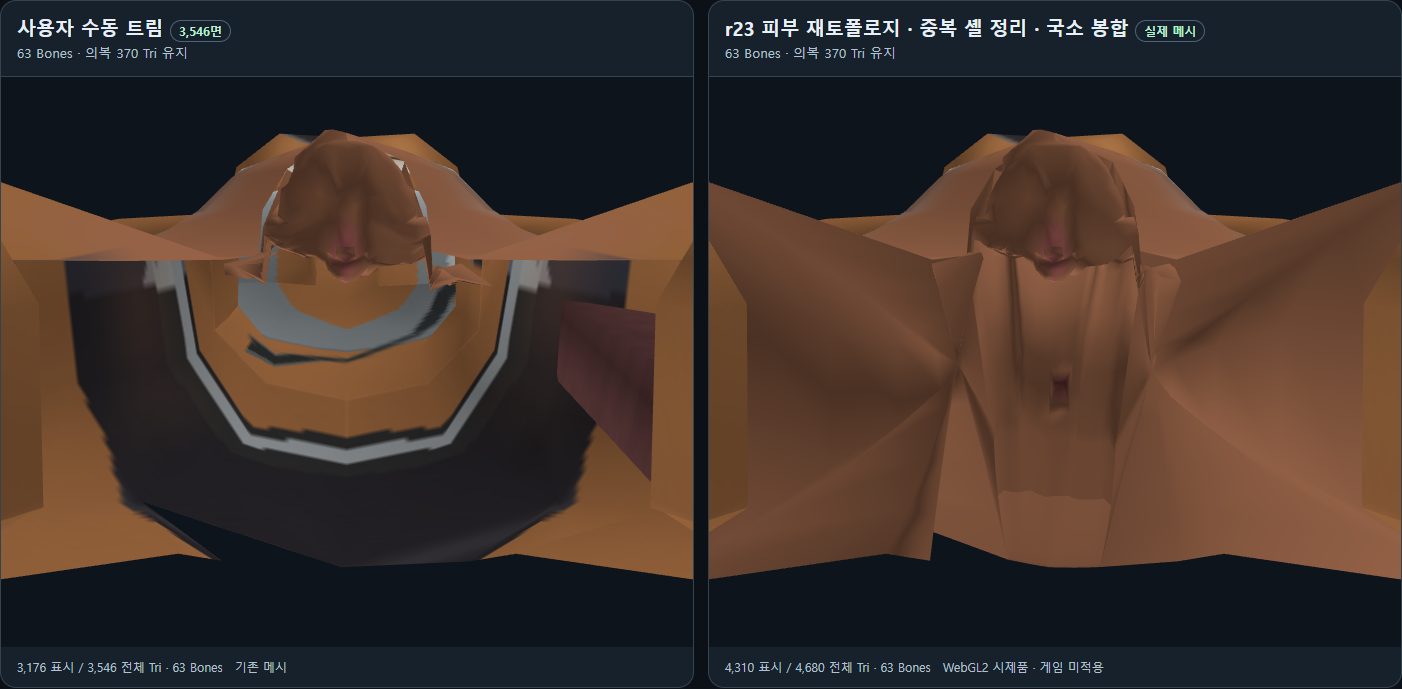 사용자 수동 트림 3,546면
63 Bones · 의복 370 Tri 유지
r23 피부 재토폴로지 · 중복 셸 정리 · 국소 봉합 실제 메시
63 Bones · 의복 370 Tri 유지
3,176 표시 / 3,546 전체 Tri · 63 Bones 기존 메시
4,310 표시 / 4,680 전체 Tri · 63 Bones WebGL2 시제품 · 게임 미적용